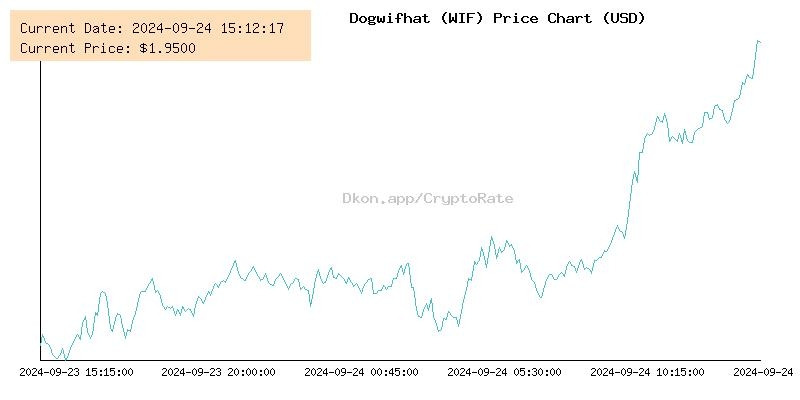 Dogwifhat (WIF) Price Chart (USD)
Current Date: 2024-09-24 15:12:17
Current Price: $1.9500
Dkon.app/CryptoRate
2024-09-23 15:15:00 2024-09-23 20:00:00 2024-09-24 00:45:00 2024-09-24 05:30:00 2024-09-24 10:15:00 2024-09-24